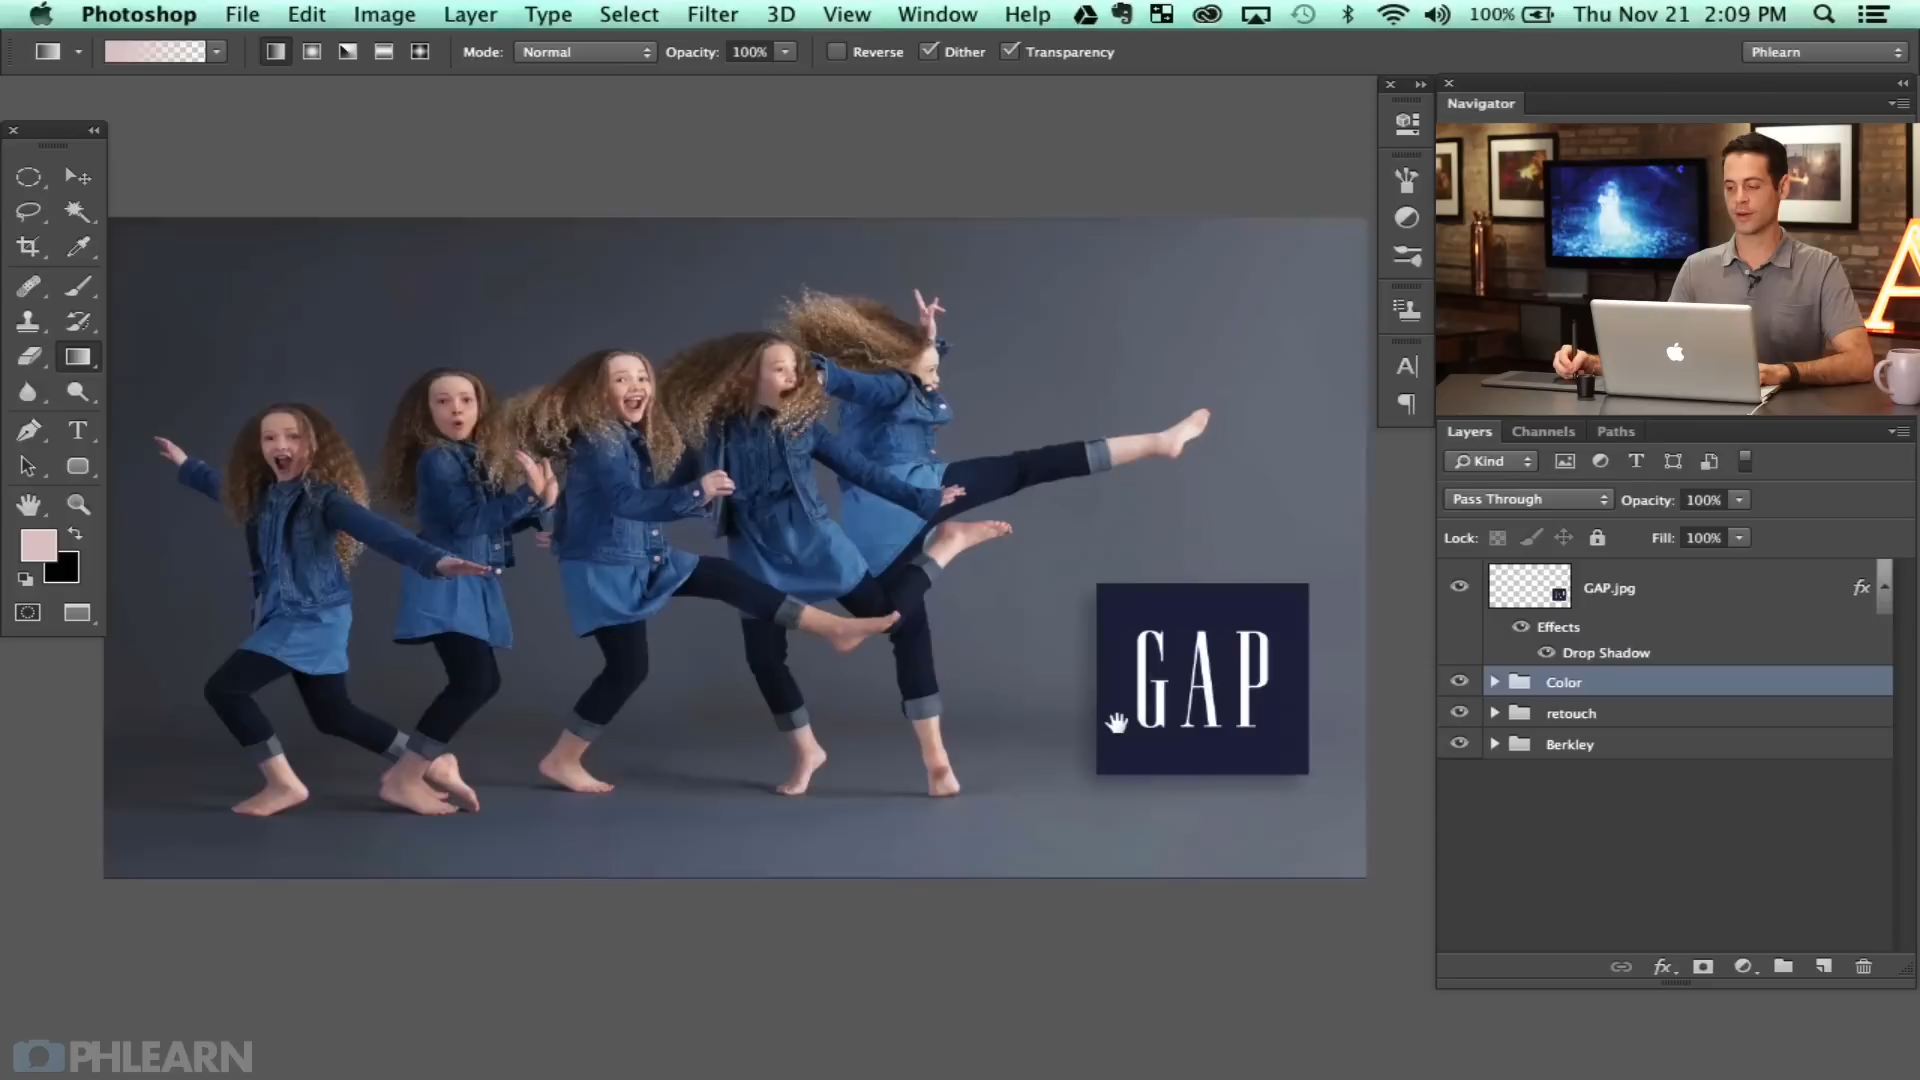 Photoshop File Edit Image Layer Type Select Filter 3D View Window Help 100% Thu Nov 21 2:09 PM
Mode: Normal Opacity: 100% Reverse Dither Transparency Phlearn
Navigator
Layers Channels Paths
Kind
Pass Through Opacity: 100%
Lock: Fill: 100%
GAP.jpg fx
Effects
Drop Shadow
Color
retouch
Berkley
GAP
fx
PHLEARN